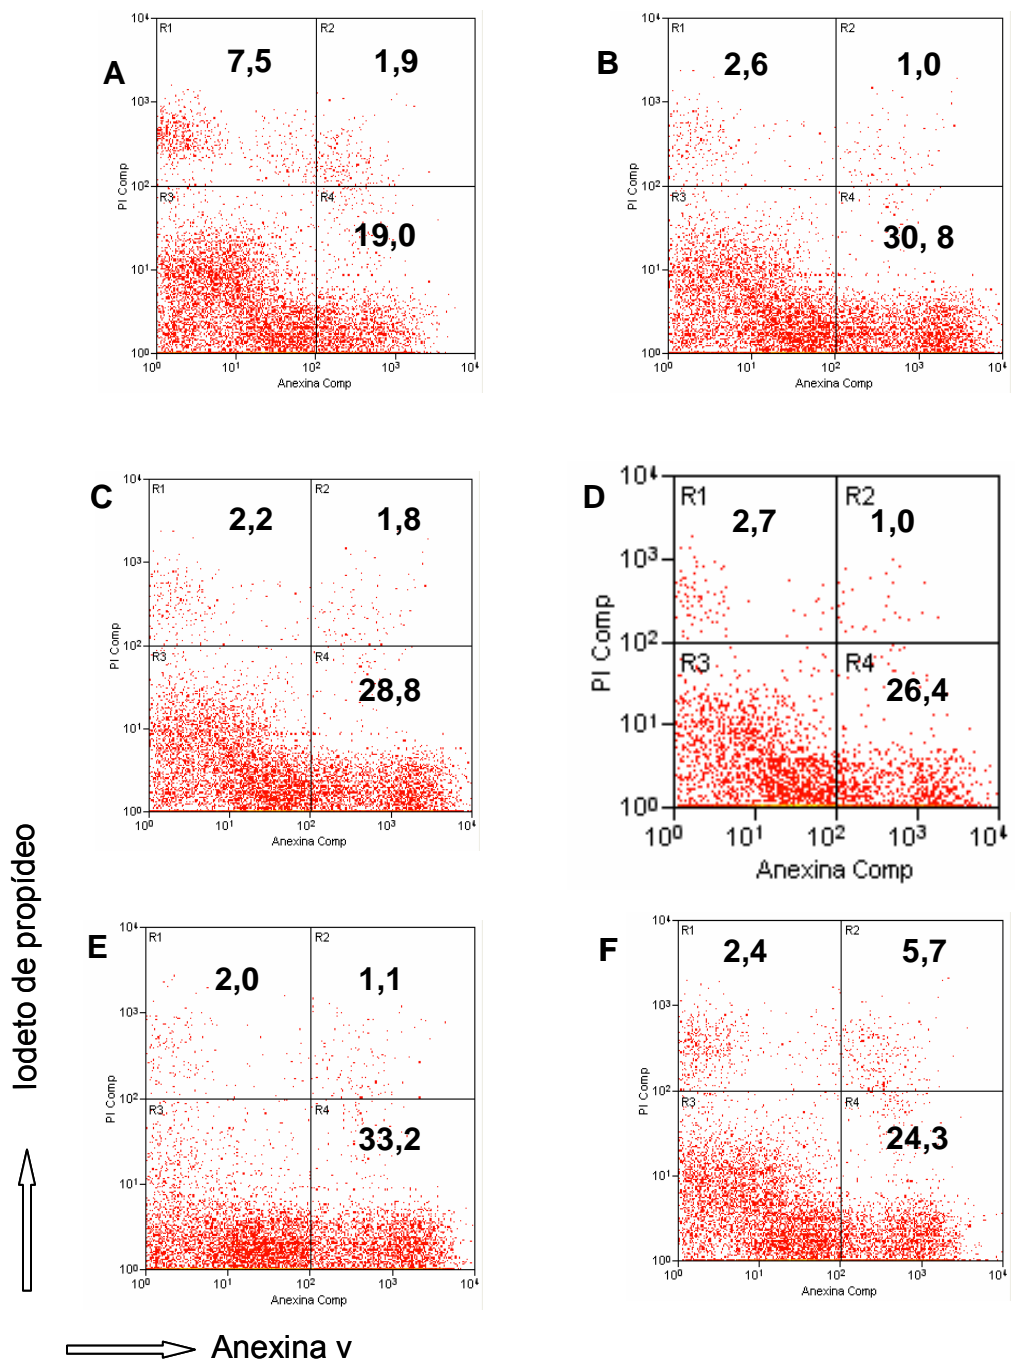 A
10⁴
R1
R2
7,5
1,9
10³
10²
R3
R4
19,0
10¹
10⁰
PI Comp
10⁰ 10¹ 10² 10³ 10⁴
Anexina Comp
B
10⁴
R1
R2
2,6
1,0
10³
10²
R3
R4
30, 8
10¹
10⁰
PI Comp
10⁰ 10¹ 10² 10³ 10⁴
Anexina Comp
C
10⁴
R1
R2
2,2
1,8
10³
10²
R3
R4
28,8
10¹
10⁰
PI Comp
10⁰ 10¹ 10² 10³ 10⁴
Anexina Comp
D
10⁴
R1
R2
2,7
1,0
10³
10²
R3
R4
26,4
10¹
10⁰
PI Comp
10⁰ 10¹ 10² 10³ 10⁴
Anexina Comp
E
10⁴
R1
R2
2,0
1,1
10³
10²
R3
R4
33,2
10¹
10⁰
PI Comp
10⁰ 10¹ 10² 10³ 10⁴
Anexina Comp
F
10⁴
R1
R2
2,4
5,7
10³
10²
R3
R4
24,3
10¹
10⁰
PI Comp
10⁰ 10¹ 10² 10³ 10⁴
Anexina Comp
Iodeto de propídeo
Anexina v